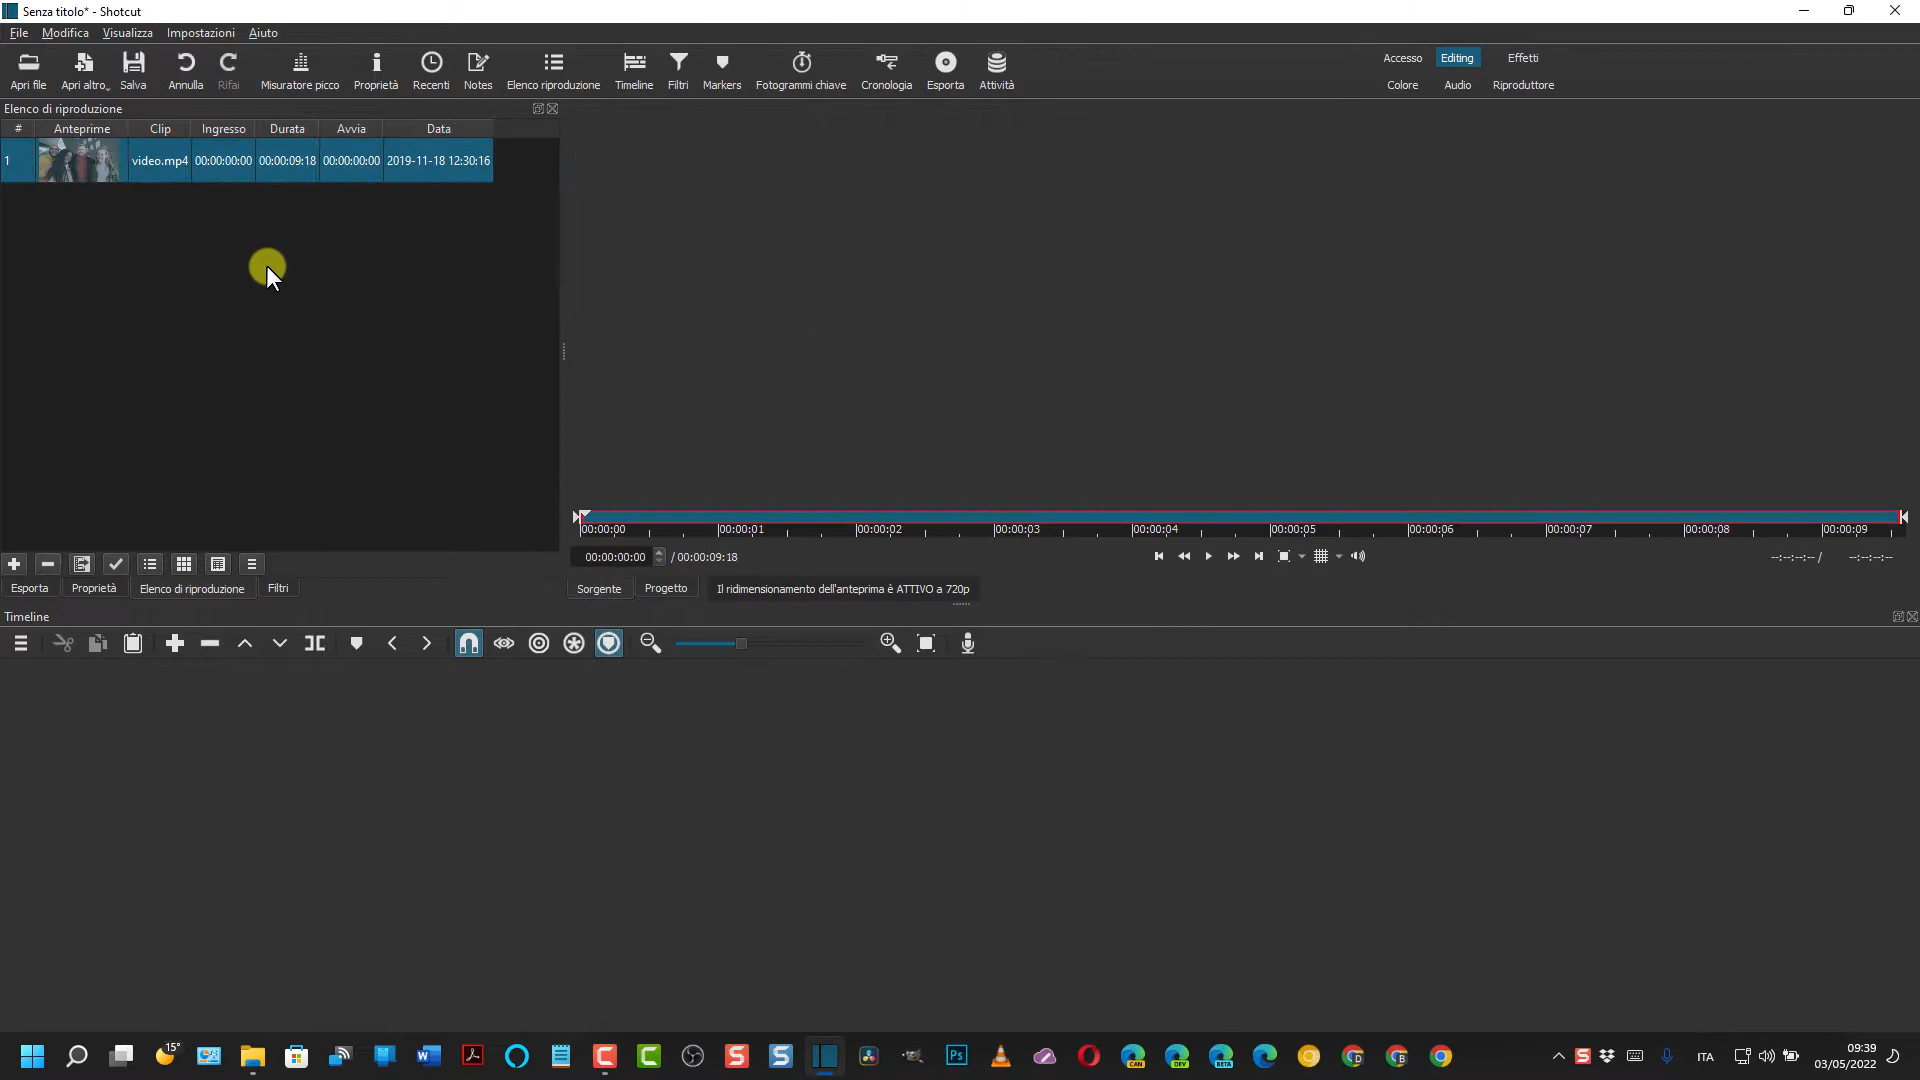 Senza titolo* - Shotcut
File Modifica Visualizza Impostazioni Aiuto
Apri file Apri altro Salva Annulla Rifai Misuratore picco Proprietà Recenti Notes Elenco riproduzione Timeline Filtri Markers Fotogrammi chiave Cronologia Esporta Attività
Accesso Editing Effetti
Colore Audio Riproduttore
Elenco di riproduzione
# Anteprime Clip Ingresso Durata Avvia Data
1 video.mp4 00:00:00:00 00:00:09:18 00:00:00:00 2019-11-18 12:30:16
00:00:00 00:00:01 00:00:02 00:00:03 00:00:04 00:00:05 00:00:06 00:00:07 00:00:08 00:00:09
00:00:00:00 / 00:00:09:18 --:--:--:-- / --:--:--:--
Esporta Proprietà Elenco di riproduzione Filtri
Sorgente Progetto Il ridimensionamento dell'anteprima è ATTIVO a 720p
Timeline
15°
W
CAN DEV BETA
Ps
S S S
D B
ITA
09:39
03/05/2022